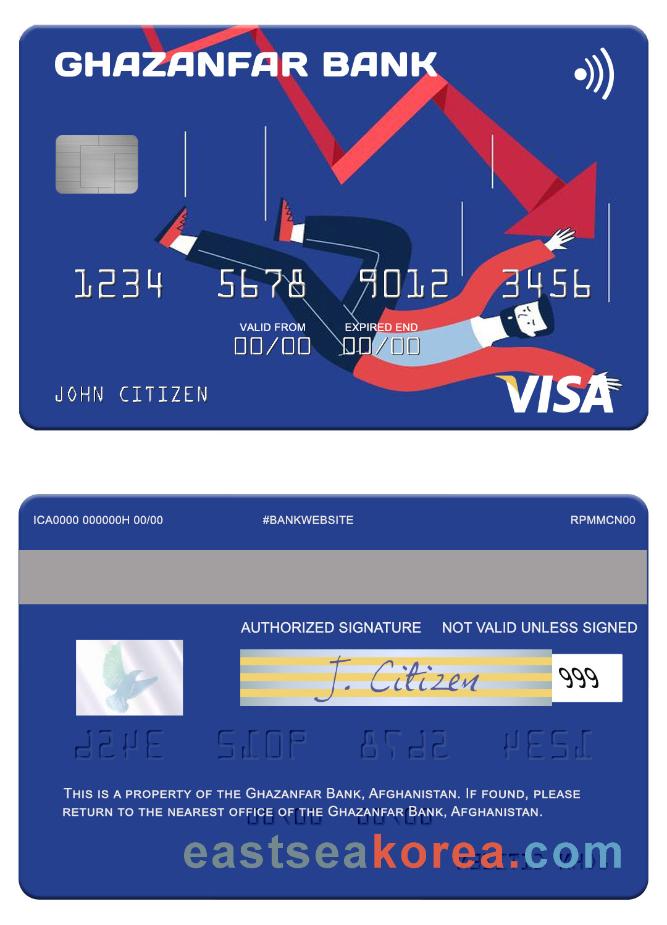 GHAZANFAR BANK
1234 5678 9012 3456
VALID FROM EXPIRED END
00/00 00/00
JOHN CITIZEN
VISA
ICA0000 000000H 00/00 #BANKWEBSITE RPMMCN00
AUTHORIZED SIGNATURE NOT VALID UNLESS SIGNED
J. Citizen 999
THIS IS A PROPERTY OF THE GHAZANFAR BANK, AFGHANISTAN. IF FOUND, PLEASE
RETURN TO THE NEAREST OFFICE OF THE GHAZANFAR BANK, AFGHANISTAN.
eastseakorea.com